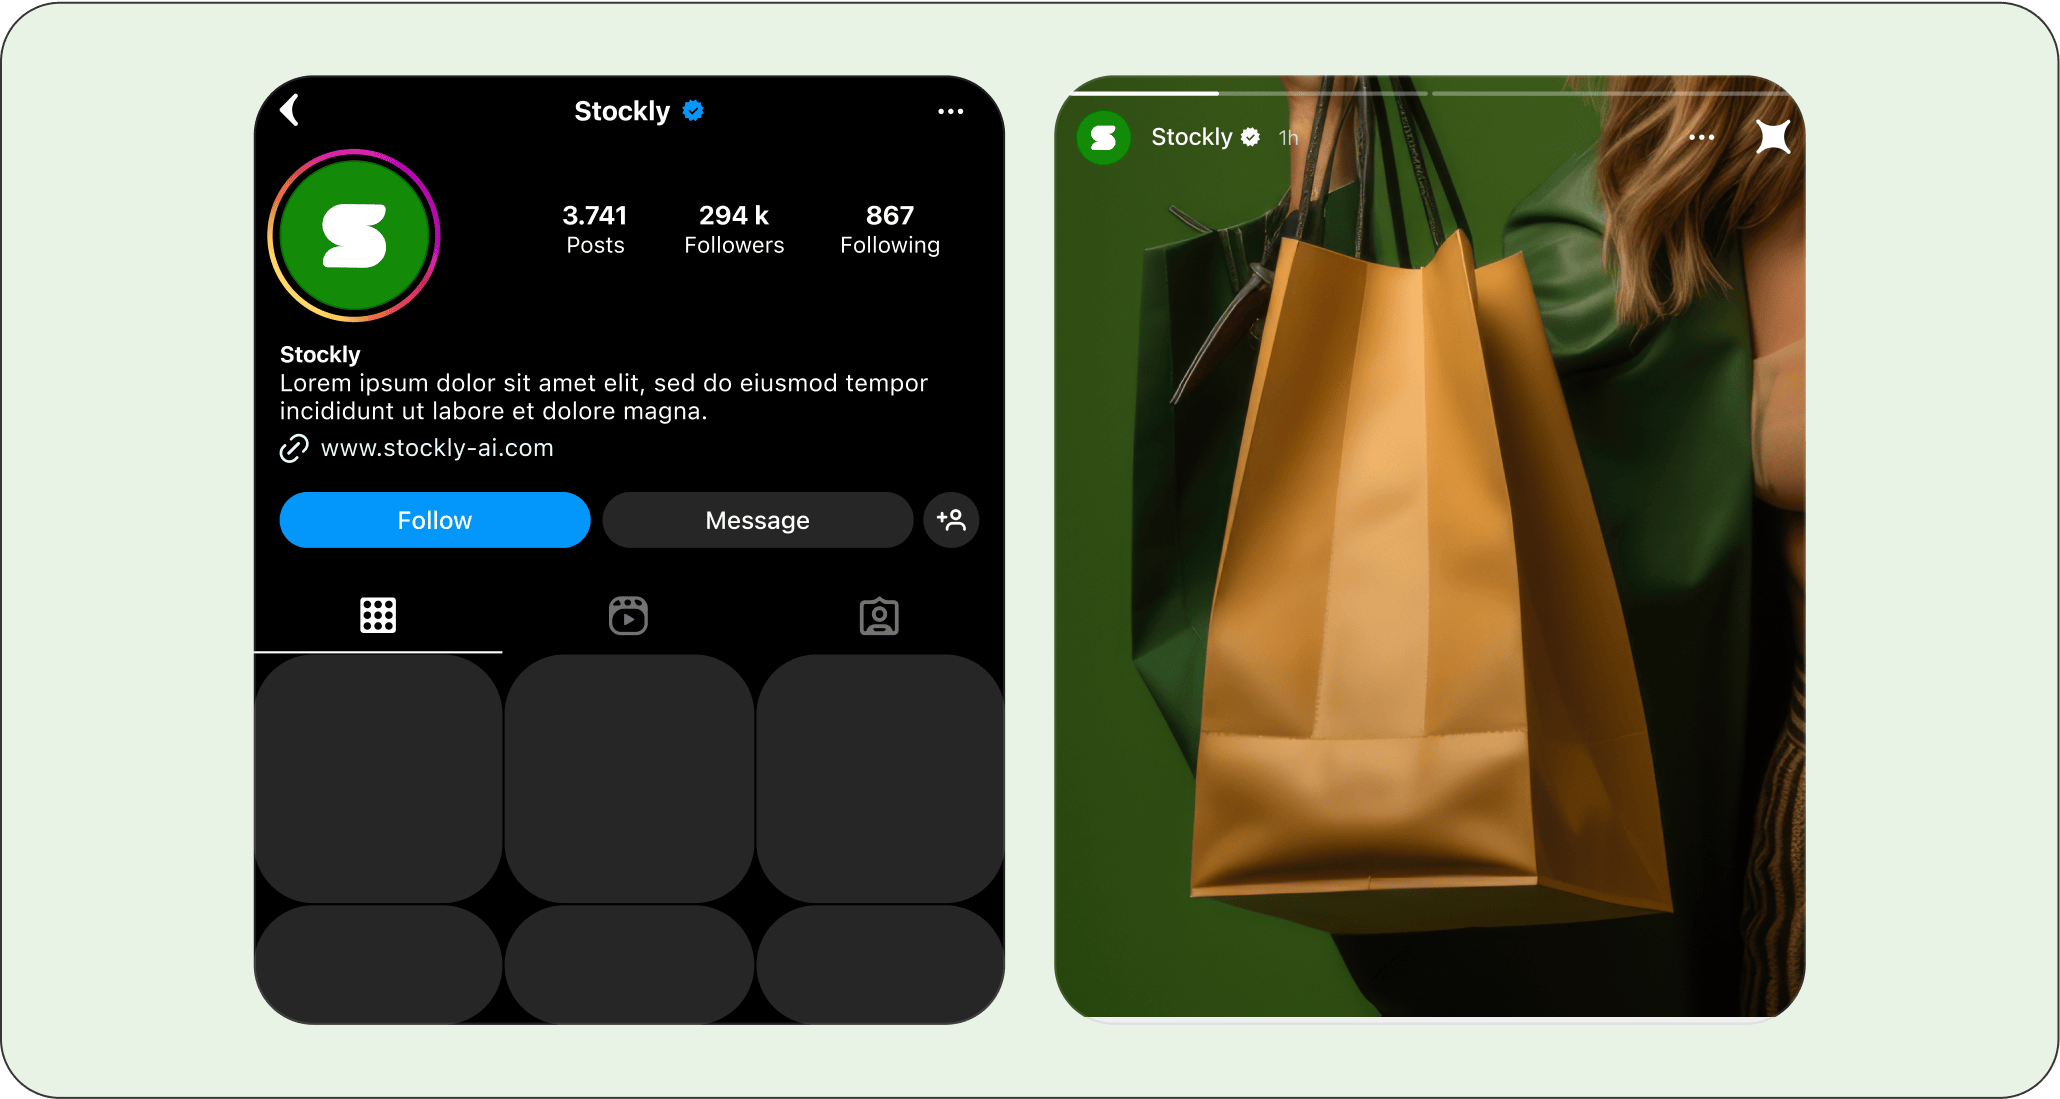 Stockly
3.741
Posts
294 k
Followers
867
Following
Stockly
Lorem ipsum dolor sit amet elit, sed do eiusmod tempor
incididunt ut labore et dolore magna.
www.stockly-ai.com
Follow
Message
Stockly 1h